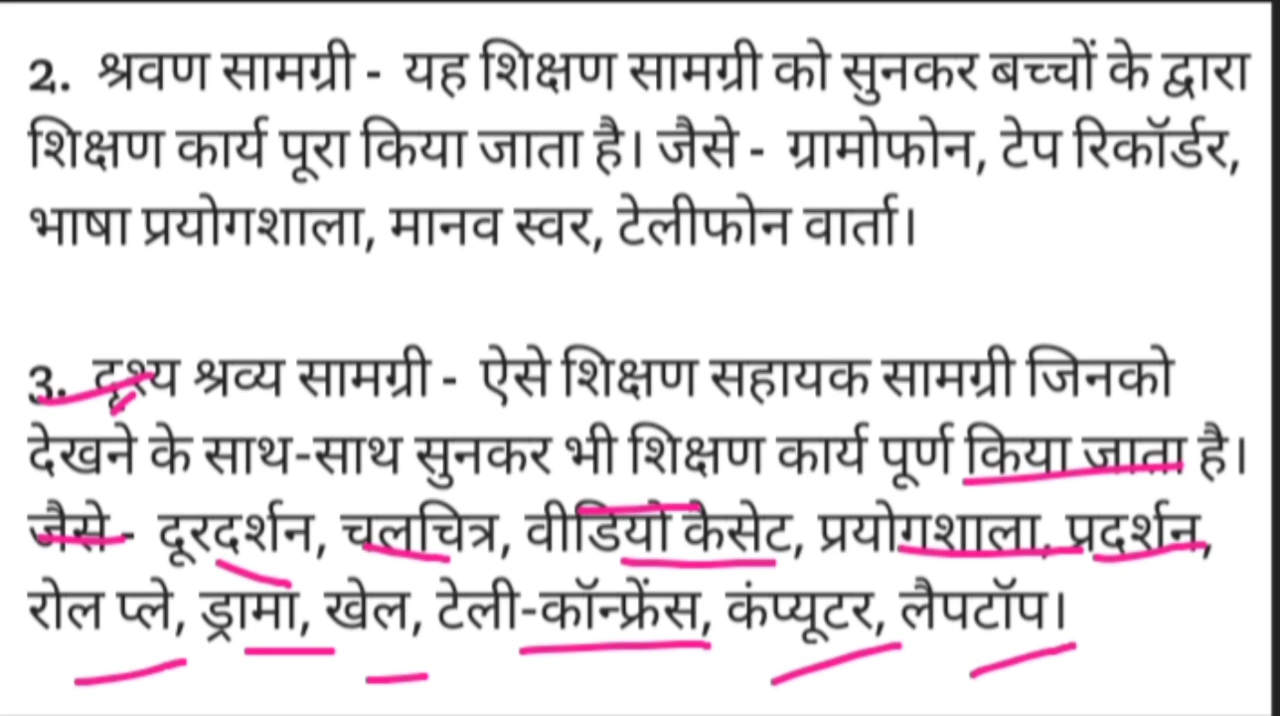 2. श्रवण सामग्री - यह शिक्षण सामग्री को सुनकर बच्चों के द्वारा
शिक्षण कार्य पूरा किया जाता है। जैसे - ग्रामोफोन, टेप रिकॉर्डर,
भाषा प्रयोगशाला, मानव स्वर, टेलीफोन वार्ता।
3. दृश्य श्रव्य सामग्री - ऐसे शिक्षण सहायक सामग्री जिनको
देखने के साथ-साथ सुनकर भी शिक्षण कार्य पूर्ण किया जाता है।
जैसे - दूरदर्शन, चलचित्र, वीडियो कैसेट, प्रयोगशाला, प्रदर्शन,
रोल प्ले, ड्रामा, खेल, टेली-कॉन्फ्रेंस, कंप्यूटर, लैपटॉप।